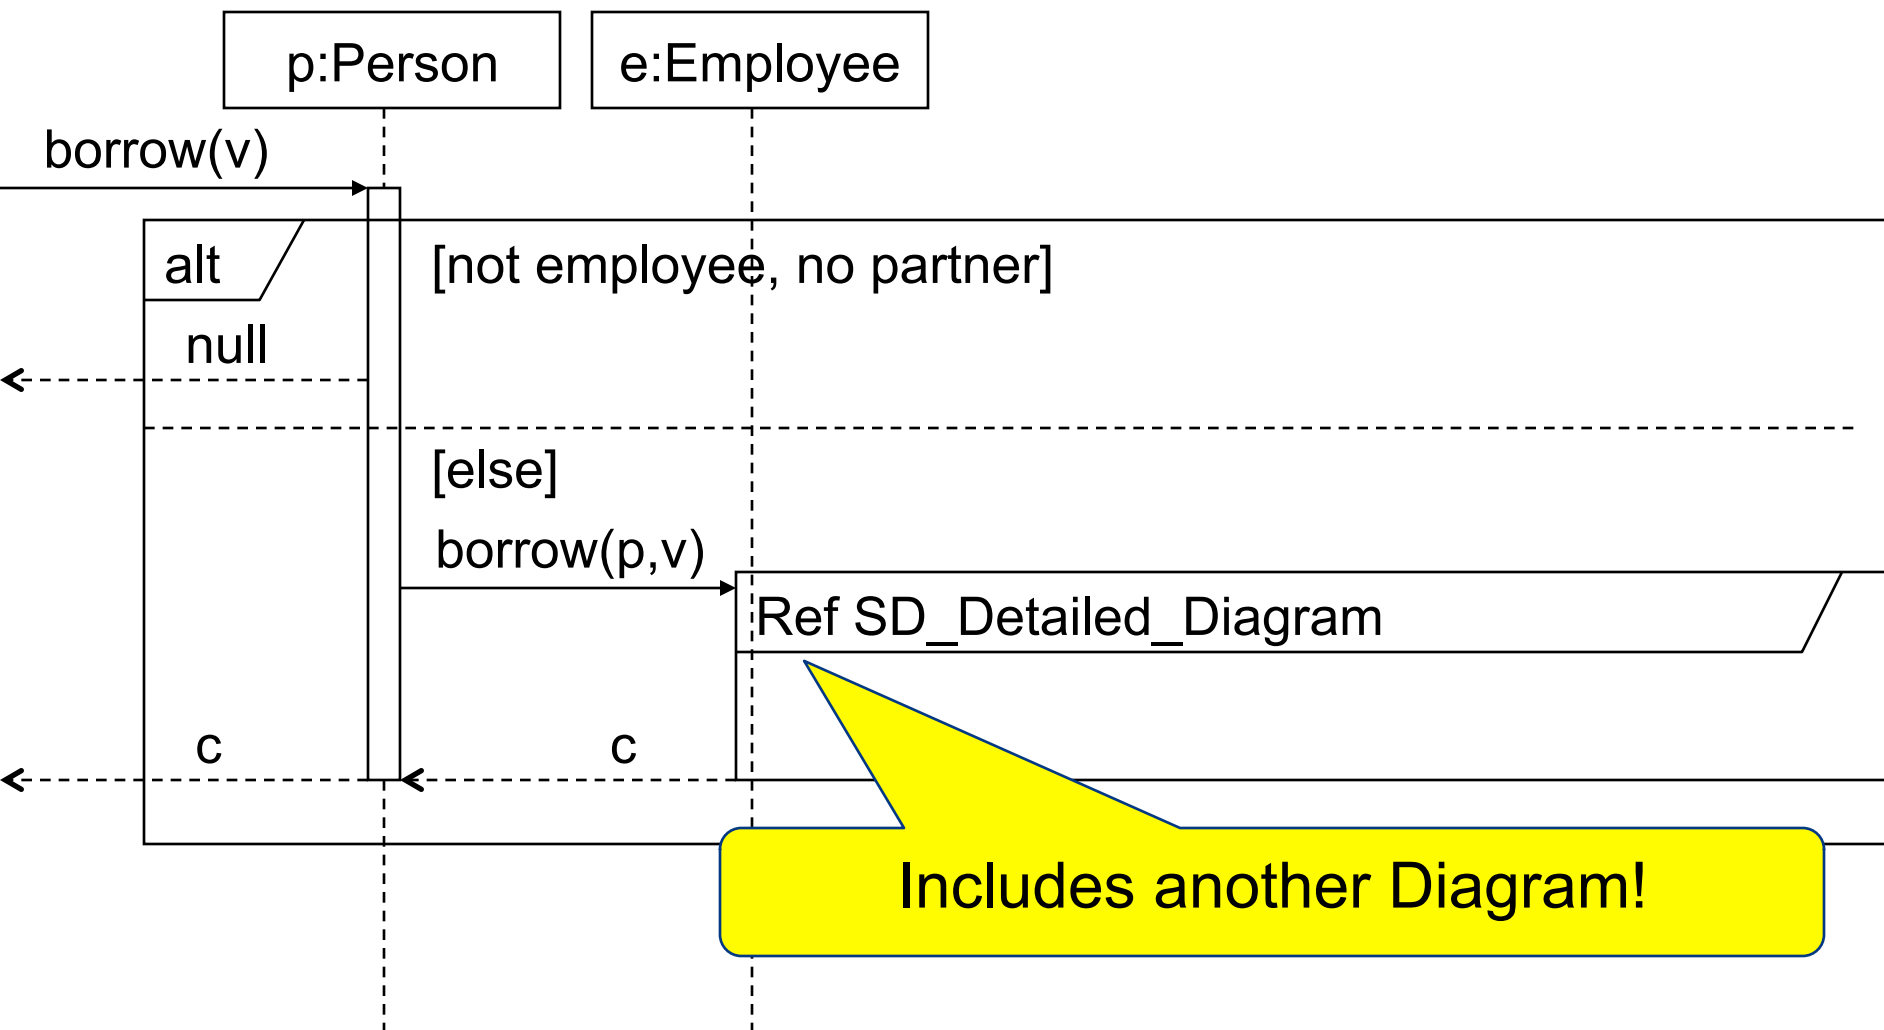 p:Person
e:Employee
borrow(v)
alt
[not employee, no partner]
null
[else]
borrow(p,v)
Ref SD_Detailed_Diagram
c
c
Includes another Diagram!